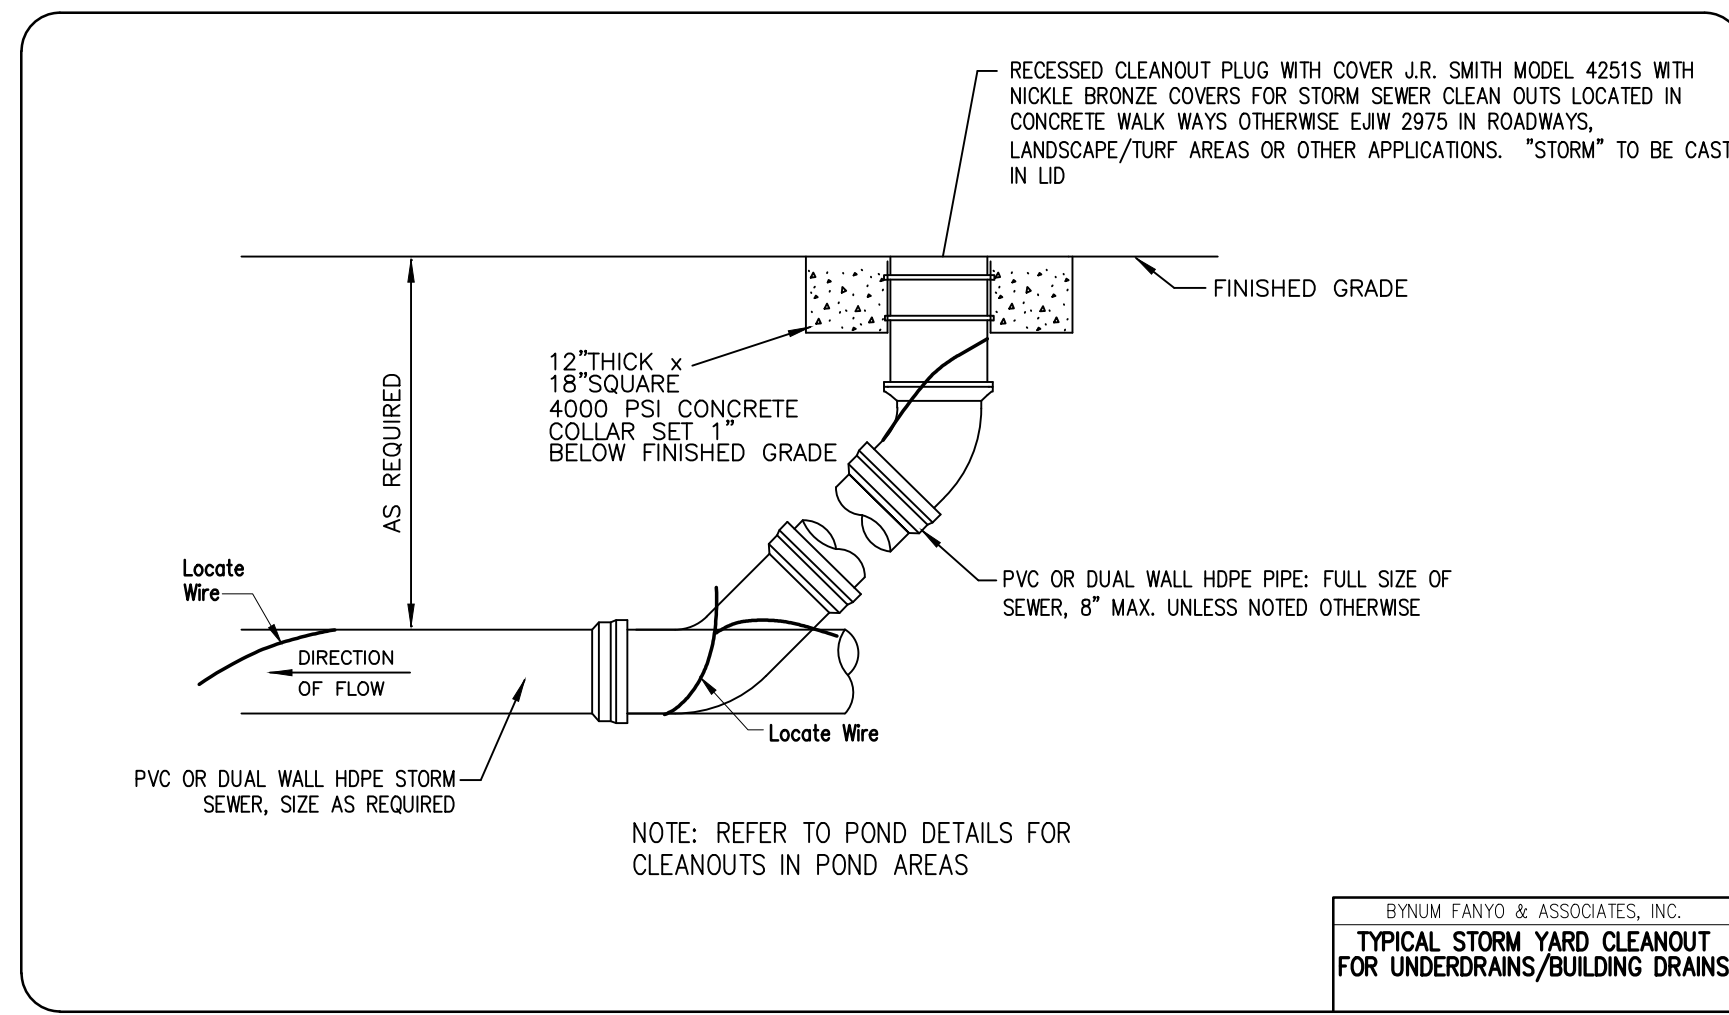 RECESSED CLEANOUT PLUG WITH COVER J.R. SMITH MODEL 4251S WITH
NICKLE BRONZE COVERS FOR STORM SEWER CLEAN OUTS LOCATED IN
CONCRETE WALK WAYS OTHERWISE EJIW 2975 IN ROADWAYS,
LANDSCAPE/TURF AREAS OR OTHER APPLICATIONS. "STORM" TO BE CAST
IN LID
FINISHED GRADE
12"THICK x
18"SQUARE
4000 PSI CONCRETE
COLLAR SET 1"
BELOW FINISHED GRADE
AS REQUIRED
Locate
Wire
PVC OR DUAL WALL HDPE PIPE: FULL SIZE OF
SEWER, 8" MAX. UNLESS NOTED OTHERWISE
DIRECTION
OF FLOW
Locate Wire
PVC OR DUAL WALL HDPE STORM
SEWER, SIZE AS REQUIRED
NOTE: REFER TO POND DETAILS FOR
CLEANOUTS IN POND AREAS
BYNUM FANYO & ASSOCIATES, INC.
TYPICAL STORM YARD CLEANOUT
FOR UNDERDRAINS/BUILDING DRAINS